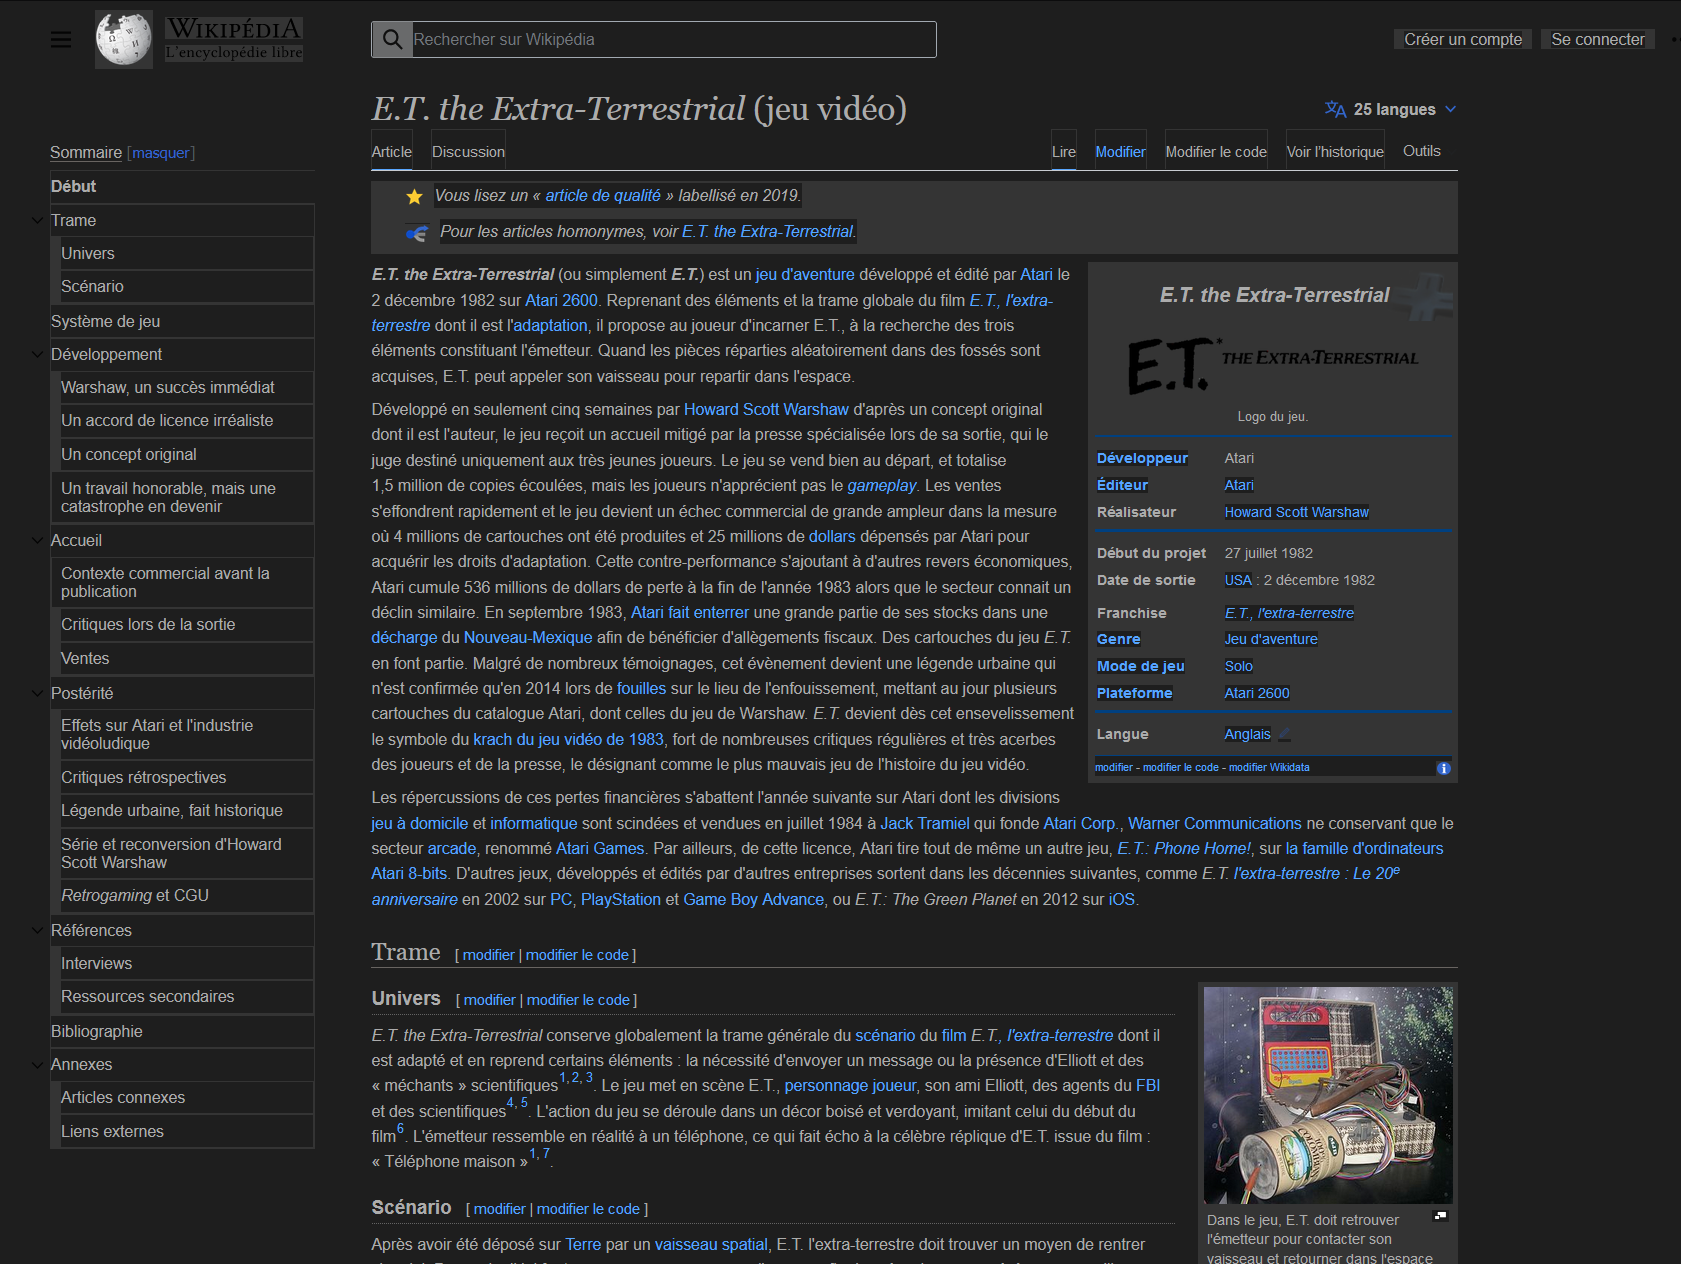 WIKIPÉDIA
L'encyclopédie libre
Rechercher sur Wikipédia
Créer un compte
Se connecter
E.T. the Extra-Terrestrial (jeu vidéo)
25 langues
Article
Discussion
Lire
Modifier
Modifier le code
Voir l'historique
Outils
Sommaire [masquer]
Début
Trame
Univers
Scénario
Système de jeu
Développement
Warshaw, un succès immédiat
Un accord de licence irréaliste
Un concept original
Un travail honorable, mais une
catastrophe en devenir
Accueil
Contexte commercial avant la
publication
Critiques lors de la sortie
Ventes
Postérité
Effets sur Atari et l'industrie
vidéoludique
Critiques rétrospectives
Légende urbaine, fait historique
Série et reconversion d'Howard
Scott Warshaw
Retrogaming et CGU
Références
Interviews
Ressources secondaires
Bibliographie
Annexes
Articles connexes
Liens externes
Vous lisez un « article de qualité » labellisé en 2019.
Pour les articles homonymes, voir E.T. the Extra-Terrestrial.
E.T. the Extra-Terrestrial (ou simplement E.T.) est un jeu d'aventure développé et édité par Atari le
2 décembre 1982 sur Atari 2600. Reprenant des éléments et la trame globale du film E.T., l'extra-
terrestre dont il est l'adaptation, il propose au joueur d'incarner E.T., à la recherche des trois
éléments constituant l'émetteur. Quand les pièces réparties aléatoirement dans des fossés sont
acquises, E.T. peut appeler son vaisseau pour repartir dans l'espace.
Développé en seulement cinq semaines par Howard Scott Warshaw d'après un concept original
dont il est l'auteur, le jeu reçoit un accueil mitigé par la presse spécialisée lors de sa sortie, qui le
juge destiné uniquement aux très jeunes joueurs. Le jeu se vend bien au départ, et totalise
1,5 million de copies écoulées, mais les joueurs n'apprécient pas le gameplay. Les ventes
s'effondrent rapidement et le jeu devient un échec commercial de grande ampleur dans la mesure
où 4 millions de cartouches ont été produites et 25 millions de dollars dépensés par Atari pour
acquérir les droits d'adaptation. Cette contre-performance s'ajoutant à d'autres revers économiques,
Atari cumule 536 millions de dollars de perte à la fin de l'année 1983 alors que le secteur connait un
déclin similaire. En septembre 1983, Atari fait enterrer une grande partie de ses stocks dans une
décharge du Nouveau-Mexique afin de bénéficier d'allègements fiscaux. Des cartouches du jeu E.T.
en font partie. Malgré de nombreux témoignages, cet évènement devient une légende urbaine qui
n'est confirmée qu'en 2014 lors de fouilles sur le lieu de l'enfouissement, mettant au jour plusieurs
cartouches du catalogue Atari, dont celles du jeu de Warshaw. E.T. devient dès cet ensevelissement
le symbole du krach du jeu vidéo de 1983, fort de nombreuses critiques régulières et très acerbes
des joueurs et de la presse, le désignant comme le plus mauvais jeu de l'histoire du jeu vidéo.
Les répercussions de ces pertes financières s'abattent l'année suivante sur Atari dont les divisions
jeu à domicile et informatique sont scindées et vendues en juillet 1984 à Jack Tramiel qui fonde Atari Corp., Warner Communications ne conservant que le
secteur arcade, renommé Atari Games. Par ailleurs, de cette licence, Atari tire tout de même un autre jeu, E.T.: Phone Home!, sur la famille d'ordinateurs
Atari 8-bits. D'autres jeux, développés et édités par d'autres entreprises sortent dans les décennies suivantes, comme E.T. l'extra-terrestre : Le 20e
anniversaire en 2002 sur PC, PlayStation et Game Boy Advance, ou E.T.: The Green Planet en 2012 sur iOS.
E.T. the Extra-Terrestrial
E.T.* THE EXTRA-TERRESTRIAL
Logo du jeu.
Développeur Atari
Éditeur Atari
Réalisateur Howard Scott Warshaw
Début du projet 27 juillet 1982
Date de sortie USA : 2 décembre 1982
Franchise E.T., l'extra-terrestre
Genre Jeu d'aventure
Mode de jeu Solo
Plateforme Atari 2600
Langue Anglais
modifier - modifier le code - modifier Wikidata
Trame [ modifier | modifier le code ]
Univers [ modifier | modifier le code ]
E.T. the Extra-Terrestrial conserve globalement la trame générale du scénario du film E.T., l'extra-terrestre dont il
est adapté et en reprend certains éléments : la nécessité d'envoyer un message ou la présence d'Elliott et des
« méchants » scientifiques1, 2, 3. Le jeu met en scène E.T., personnage joueur, son ami Elliott, des agents du FBI
et des scientifiques4, 5. L'action du jeu se déroule dans un décor boisé et verdoyant, imitant celui du début du
film6. L'émetteur ressemble en réalité à un téléphone, ce qui fait écho à la célèbre réplique d'E.T. issue du film :
« Téléphone maison »1, 7.
Scénario [ modifier | modifier le code ]
Après avoir été déposé sur Terre par un vaisseau spatial, E.T. l'extra-terrestre doit trouver un moyen de rentrer
Dans le jeu, E.T. doit retrouver
l'émetteur pour contacter son
vaisseau et retourner dans l'espace